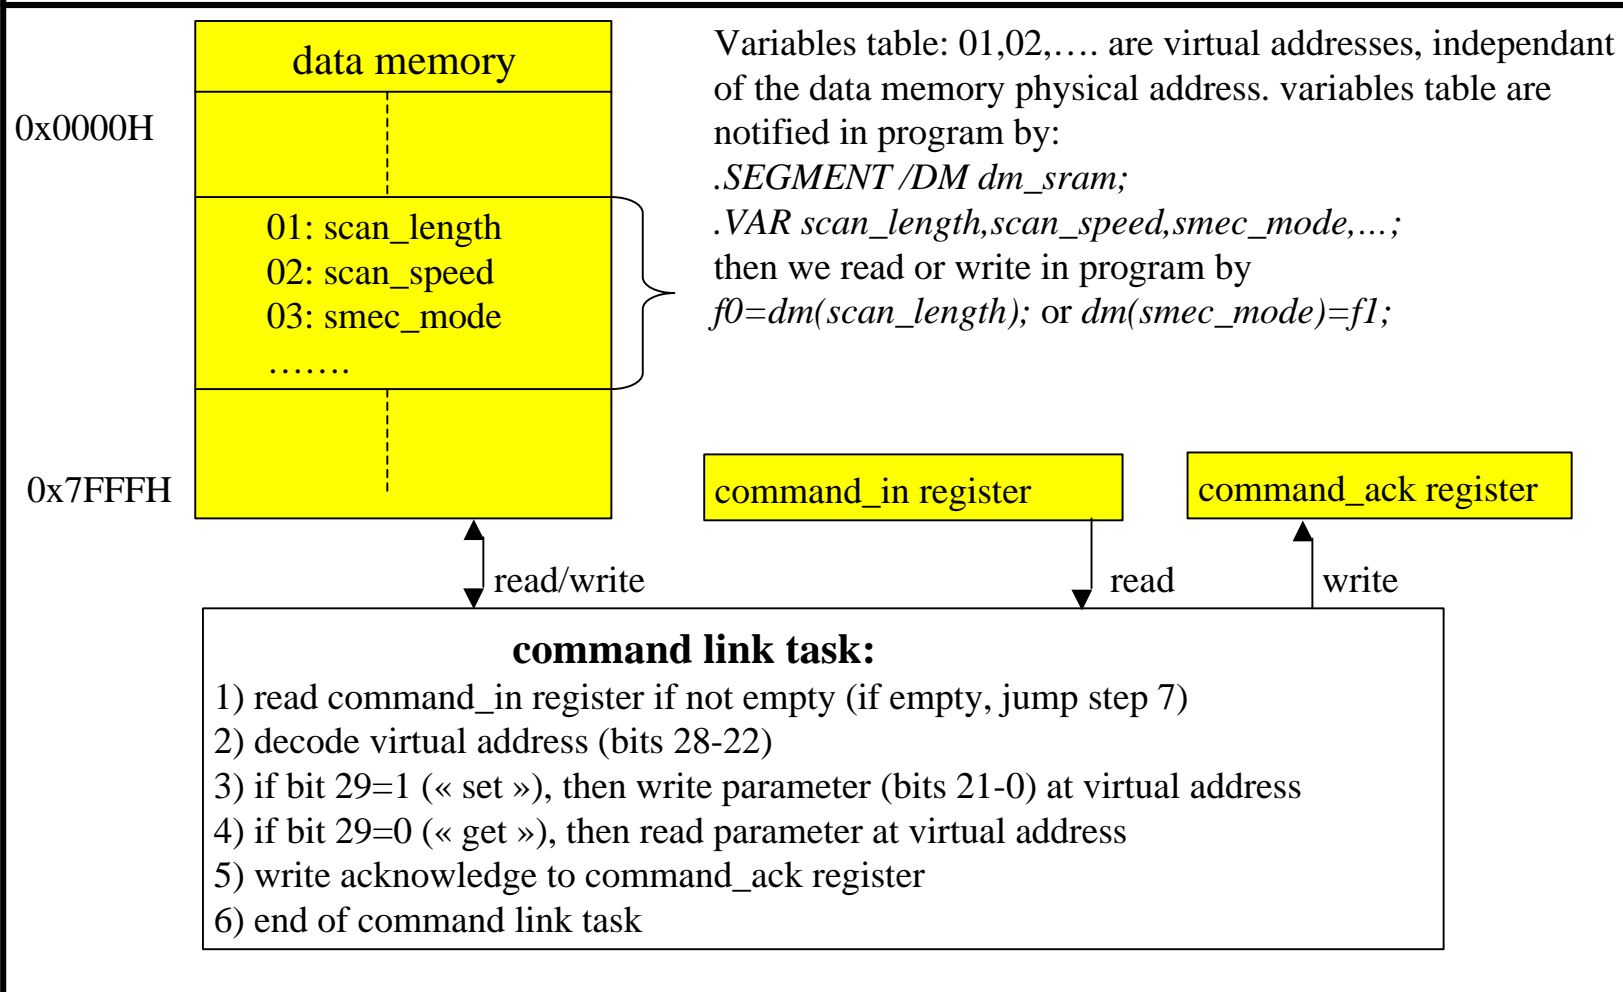 data memory
0x0000H
01: scan_length
02: scan_speed
03: smec_mode
…….
0x7FFFH
Variables table: 01,02,…. are virtual addresses, independant
of the data memory physical address. variables table are
notified in program by:
.SEGMENT /DM dm_sram;
.VAR scan_length,scan_speed,smec_mode,...;
then we read or write in program by
f0=dm(scan_length); or dm(smec_mode)=f1;
command_in register
command_ack register
read/write
read
write
command link task:
1) read command_in register if not empty (if empty, jump step 7)
2) decode virtual address (bits 28-22)
3) if bit 29=1 (« set »), then write parameter (bits 21-0) at virtual address
4) if bit 29=0 (« get »), then read parameter at virtual address
5) write acknowledge to command_ack register
6) end of command link task